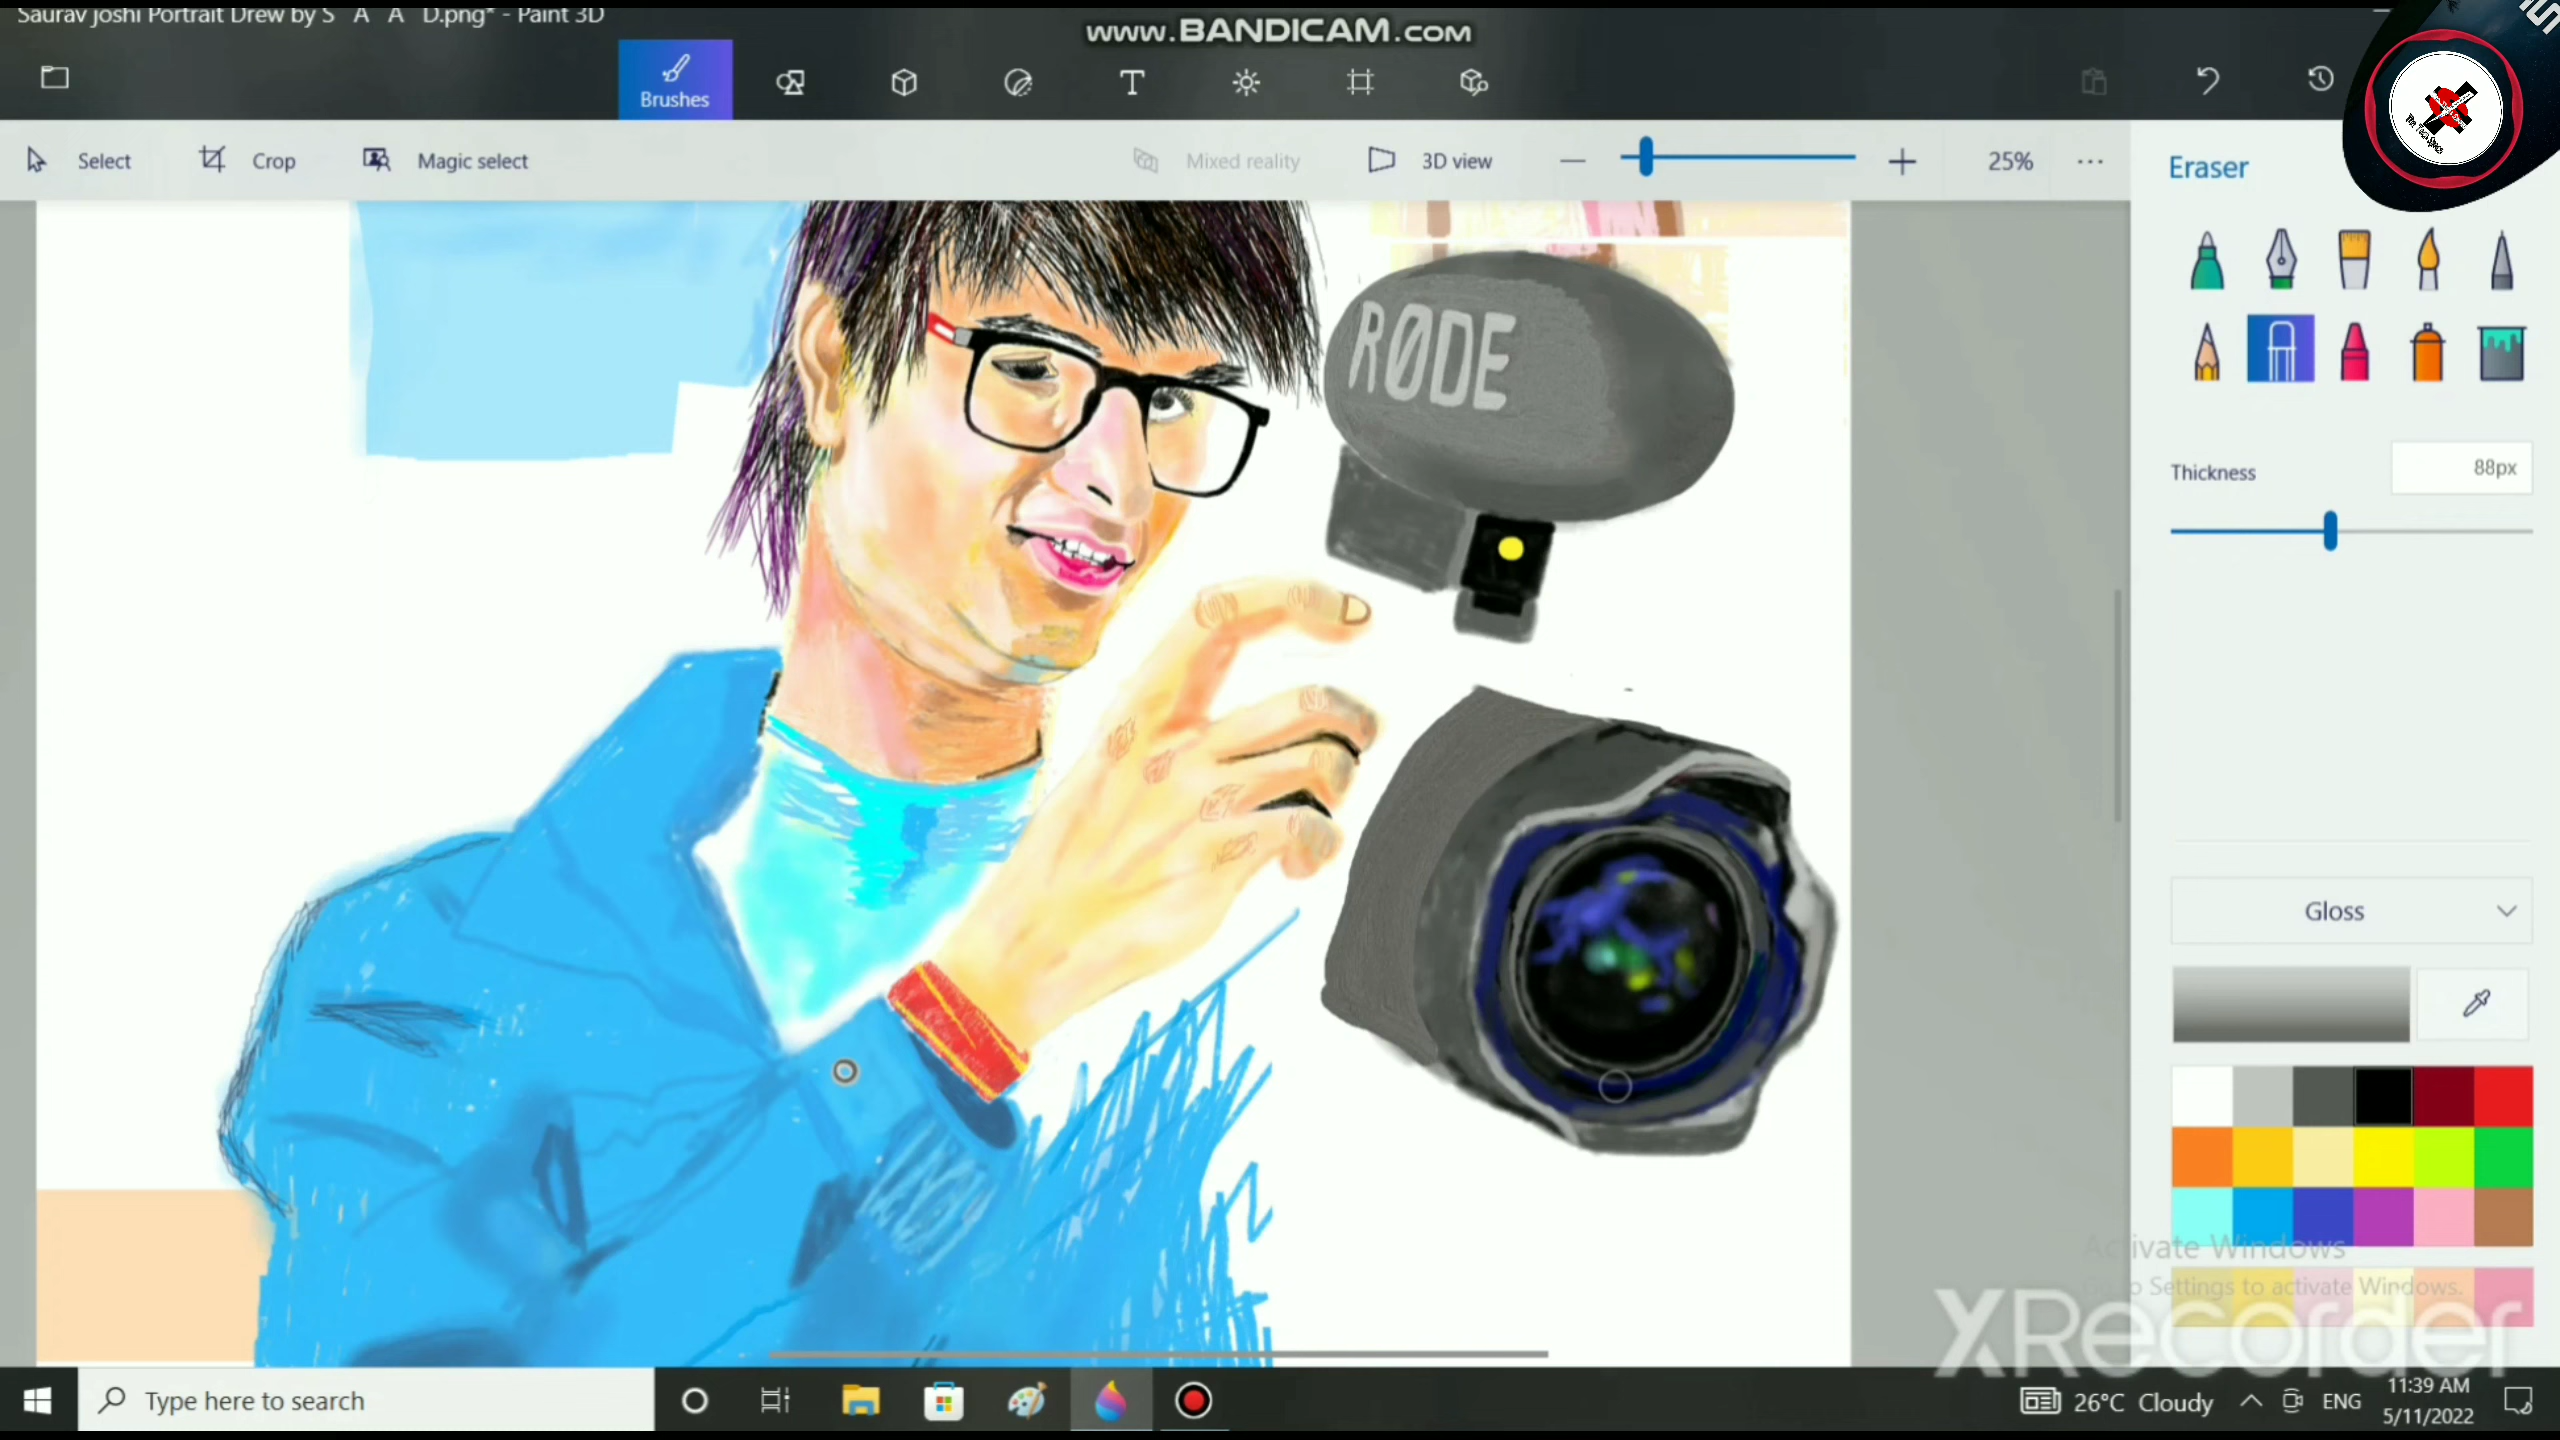 Saurav joshi Portrait Drew by S A A D.png* - Paint 3D
www.BANDICAM.com
Brushes
Select
Crop
Magic select
Mixed reality
3D view
25%
Eraser
RØDE
Thickness
88px
Gloss
Activate Windows
Go to Settings to activate Windows.
XRecorder
Type here to search
26°C Cloudy
ENG
11:39 AM
5/11/2022